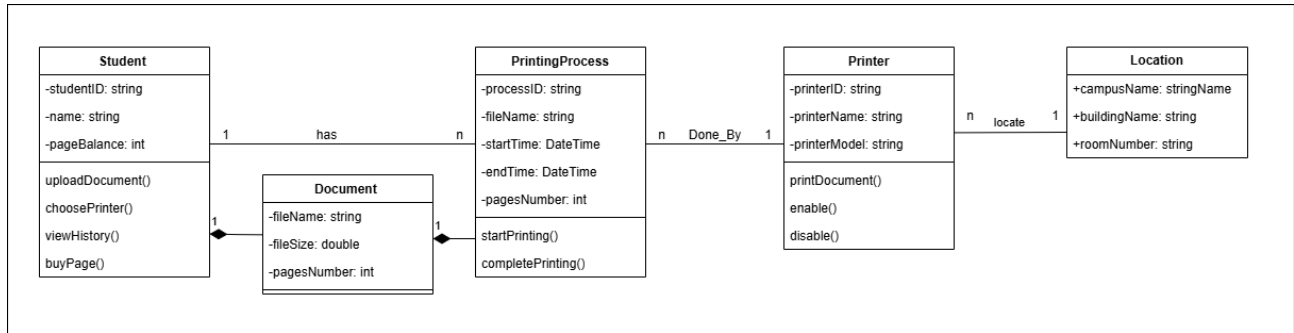 Student
-studentID: string
-name: string
-pageBalance: int
uploadDocument()
choosePrinter()
viewHistory()
buyPage()
1
has
n
1
Document
-fileName: string
-fileSize: double
-pagesNumber: int
1
PrintingProcess
-processID: string
-fileName: string
-startTime: DateTime
-endTime: DateTime
-pagesNumber: int
startPrinting()
completePrinting()
n
Done_By
1
Printer
-printerID: string
-printerName: string
-printerModel: string
printDocument()
enable()
disable()
n
locate
1
Location
+campusName: stringName
+buildingName: string
+roomNumber: string